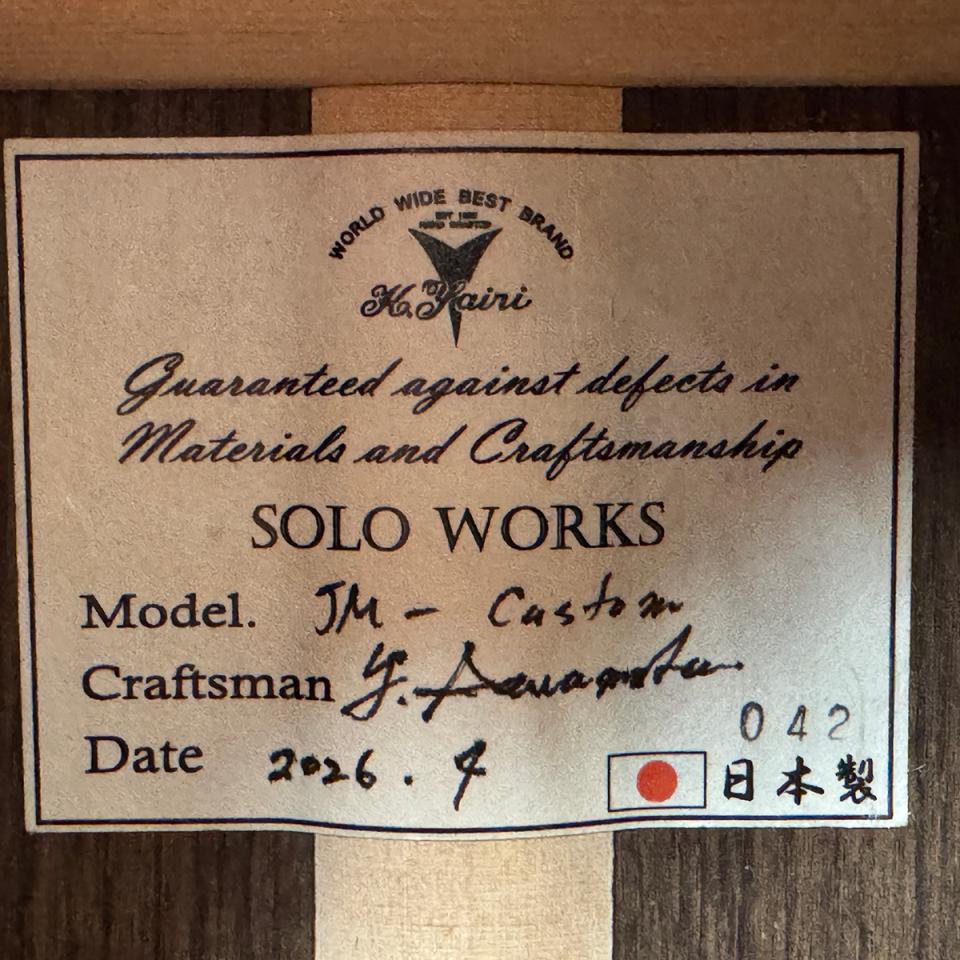 WORLD WIDE BEST BRAND
H. Yairi
Guaranteed against defects in
Materials and Craftsmanship
SOLO WORKS
Model. JM - Custom
Craftsman Y.
042
Date 2026.4
日本製